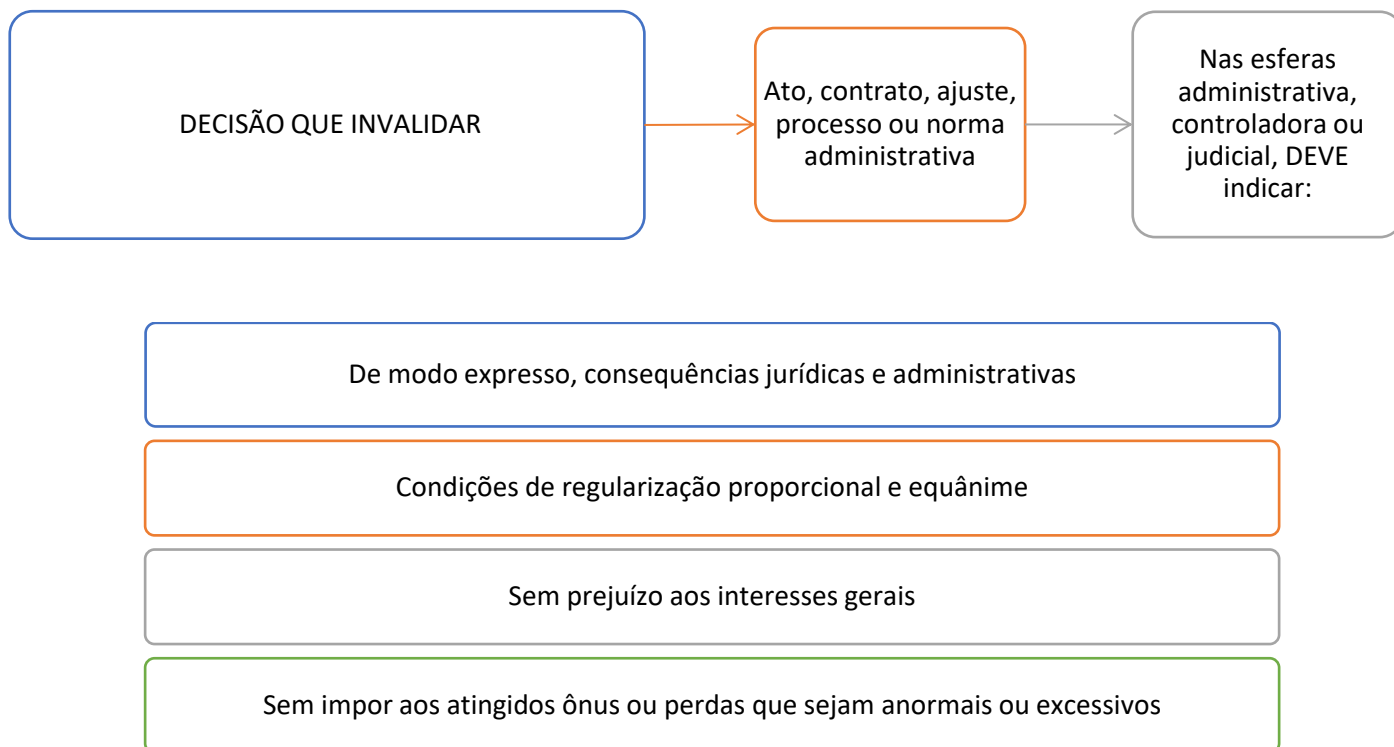 DECISÃO QUE INVALIDAR
Ato, contrato, ajuste,
processo ou norma
administrativa
Nas esferas
administrativa,
controladora ou
judicial, DEVE
indicar:
De modo expresso, consequências jurídicas e administrativas
Condições de regularização proporcional e equânime
Sem prejuízo aos interesses gerais
Sem impor aos atingidos ônus ou perdas que sejam anormais ou excessivos